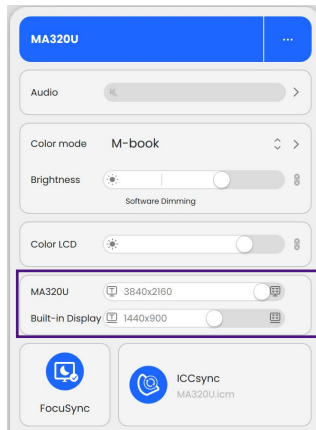 MA320U ...
Audio
Color mode M-book
Brightness
Software Dimming
Color LCD
MA320U 3840x2160
Built-in Display 1440x900
FocuSync
ICCsync
MA320U.icm